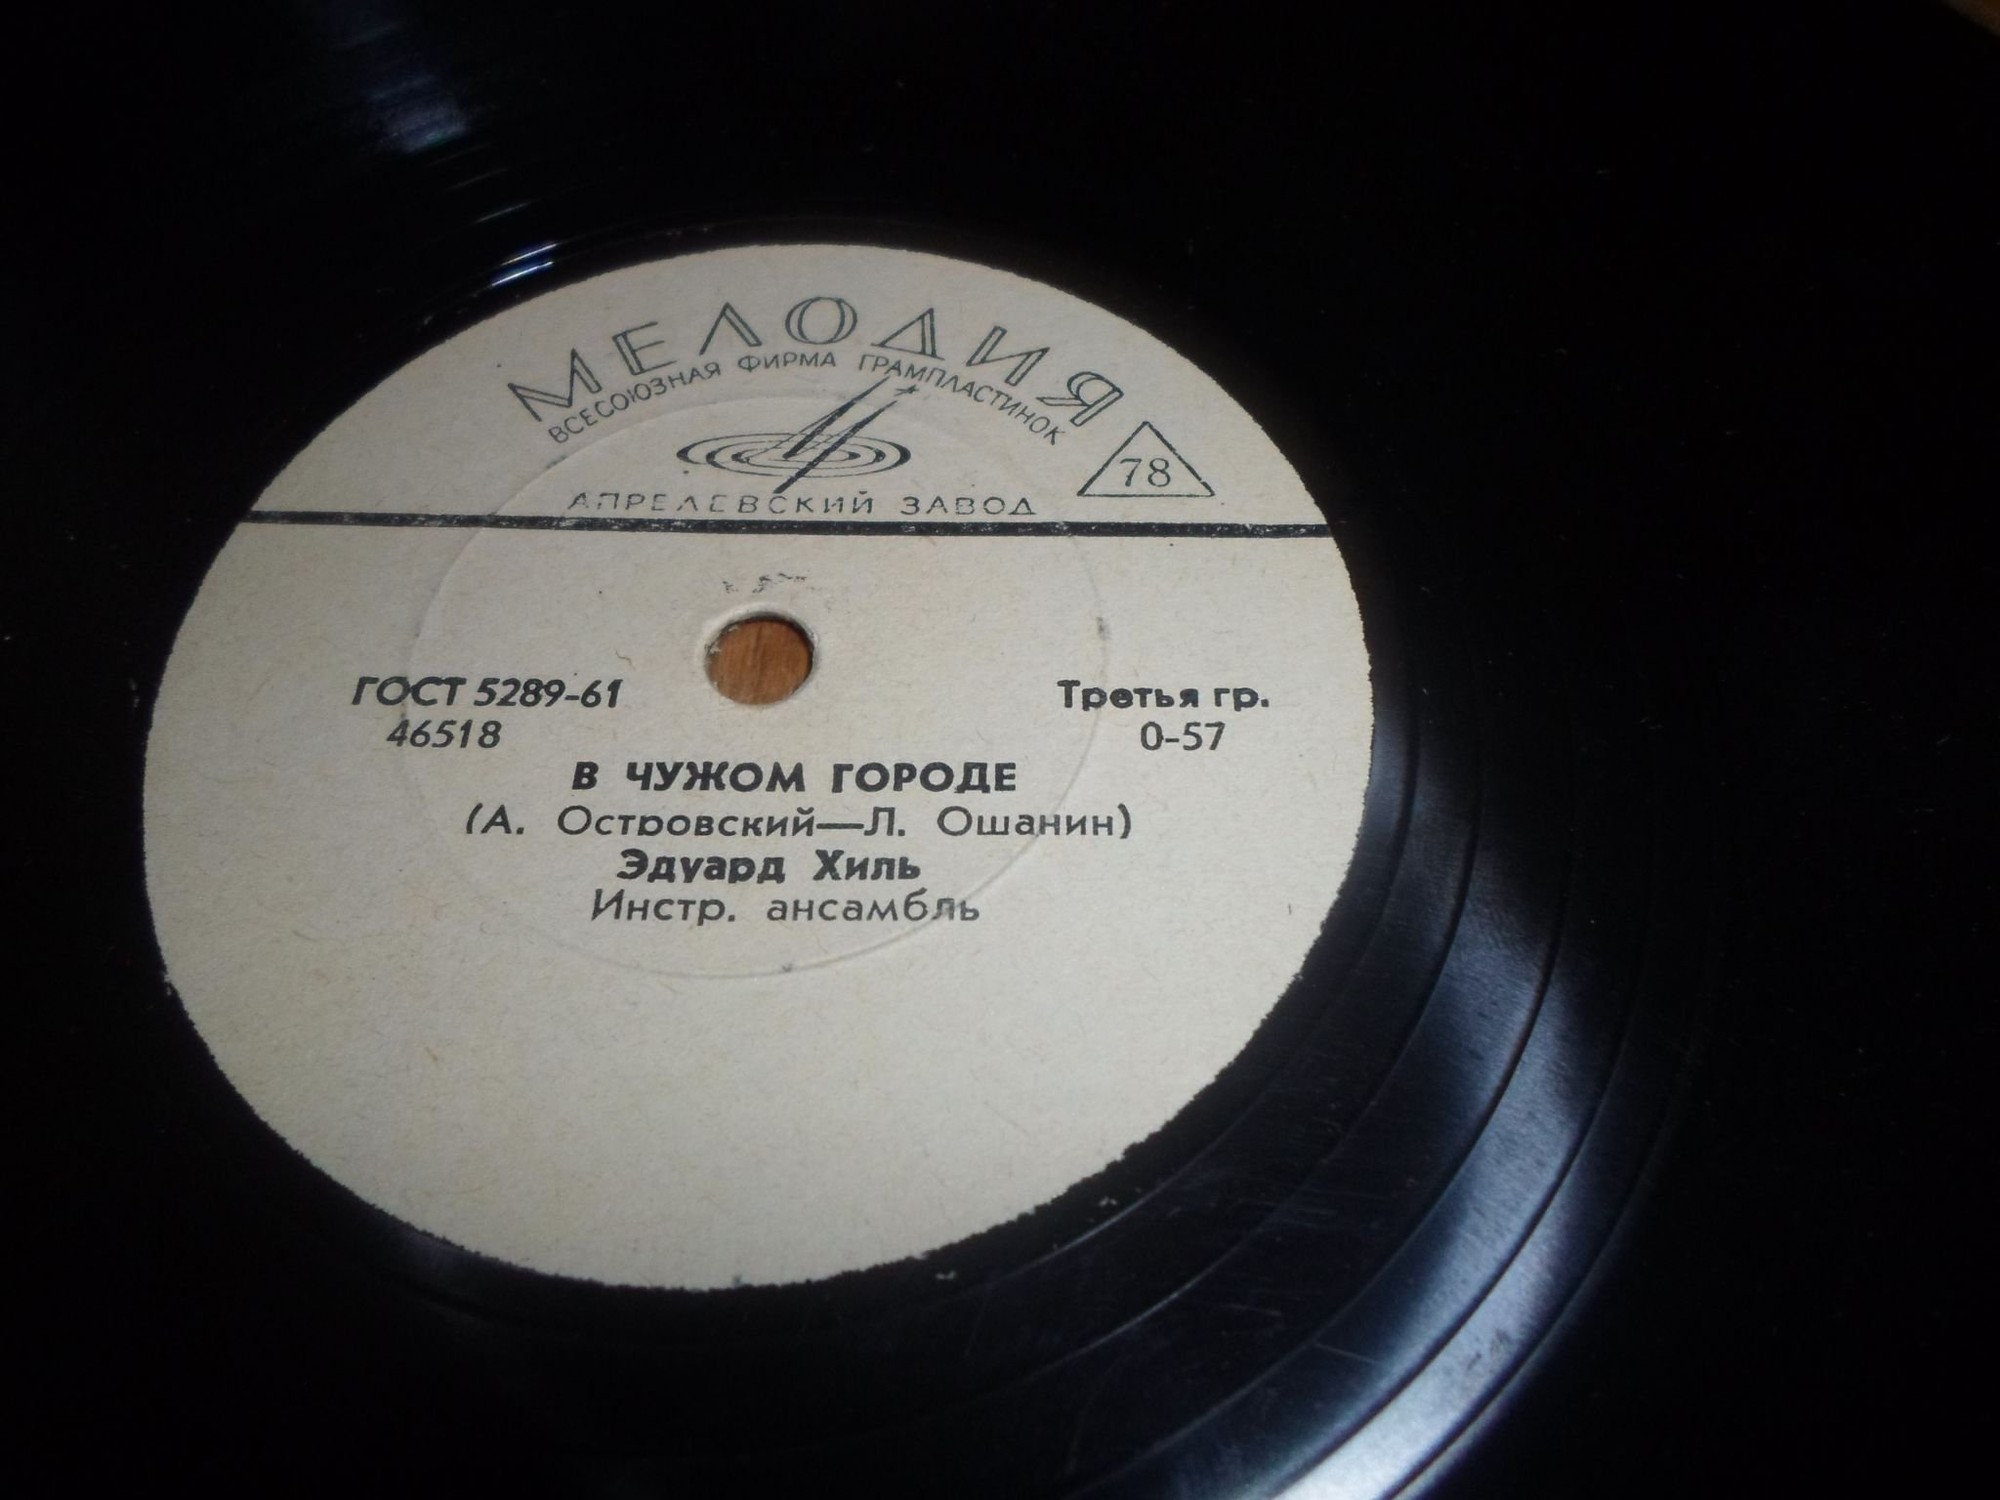 МЕЛОДИЯ
ВСЕСОЮЗНАЯ ФИРМА ГРАМПЛАСТИНОК
78
АПРЕЛЕВСКИЙ ЗАВОД
ГОСТ 5289-61 Третья гр.
46518 0-57
В ЧУЖОМ ГОРОДЕ
(А. Островский—Л. Ошанин)
Эдуард Хиль
Инстр. ансамбль